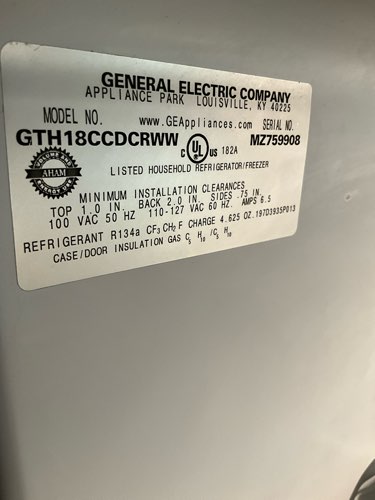 GENERAL ELECTRIC COMPANY
APPLIANCE PARK LOUISVILLE, KY 40225
MODEL NO. www.GEAppliances.com SERIAL NO.
GTH18CCDCRWW C UL US 182A MZ759908
AHAM
LISTED HOUSEHOLD REFRIGERATOR/FREEZER
MINIMUM INSTALLATION CLEARANCES
TOP 1.0 IN. BACK 2.0 IN. SIDES .75 IN.
100 VAC 50 HZ 110-127 VAC 60 HZ. AMPS 6.5
REFRIGERANT R134a CF3 CH2 F CHARGE 4.625 OZ.197D3935P013
CASE/DOOR INSULATION GAS C5 H10 /C5 H10